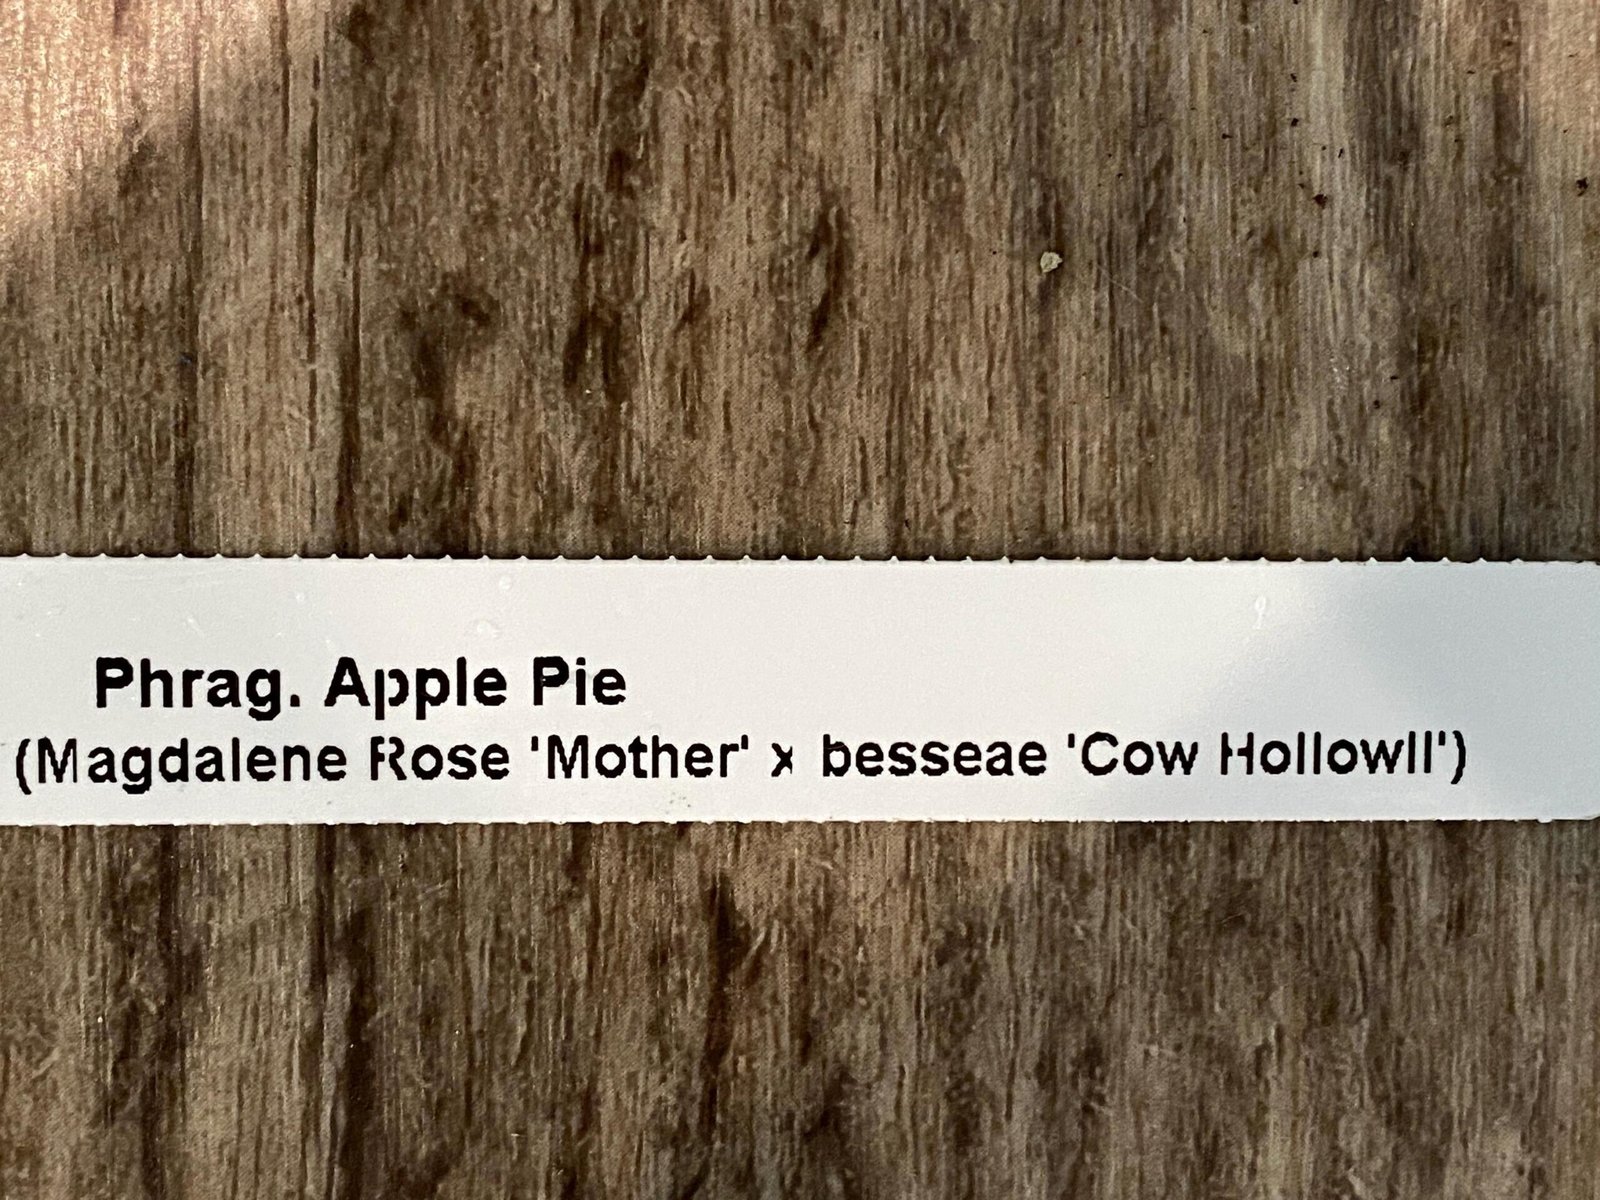 Phrag. Apple Pie
(Magdalene Rose 'Mother' x besseae 'Cow HollowII')